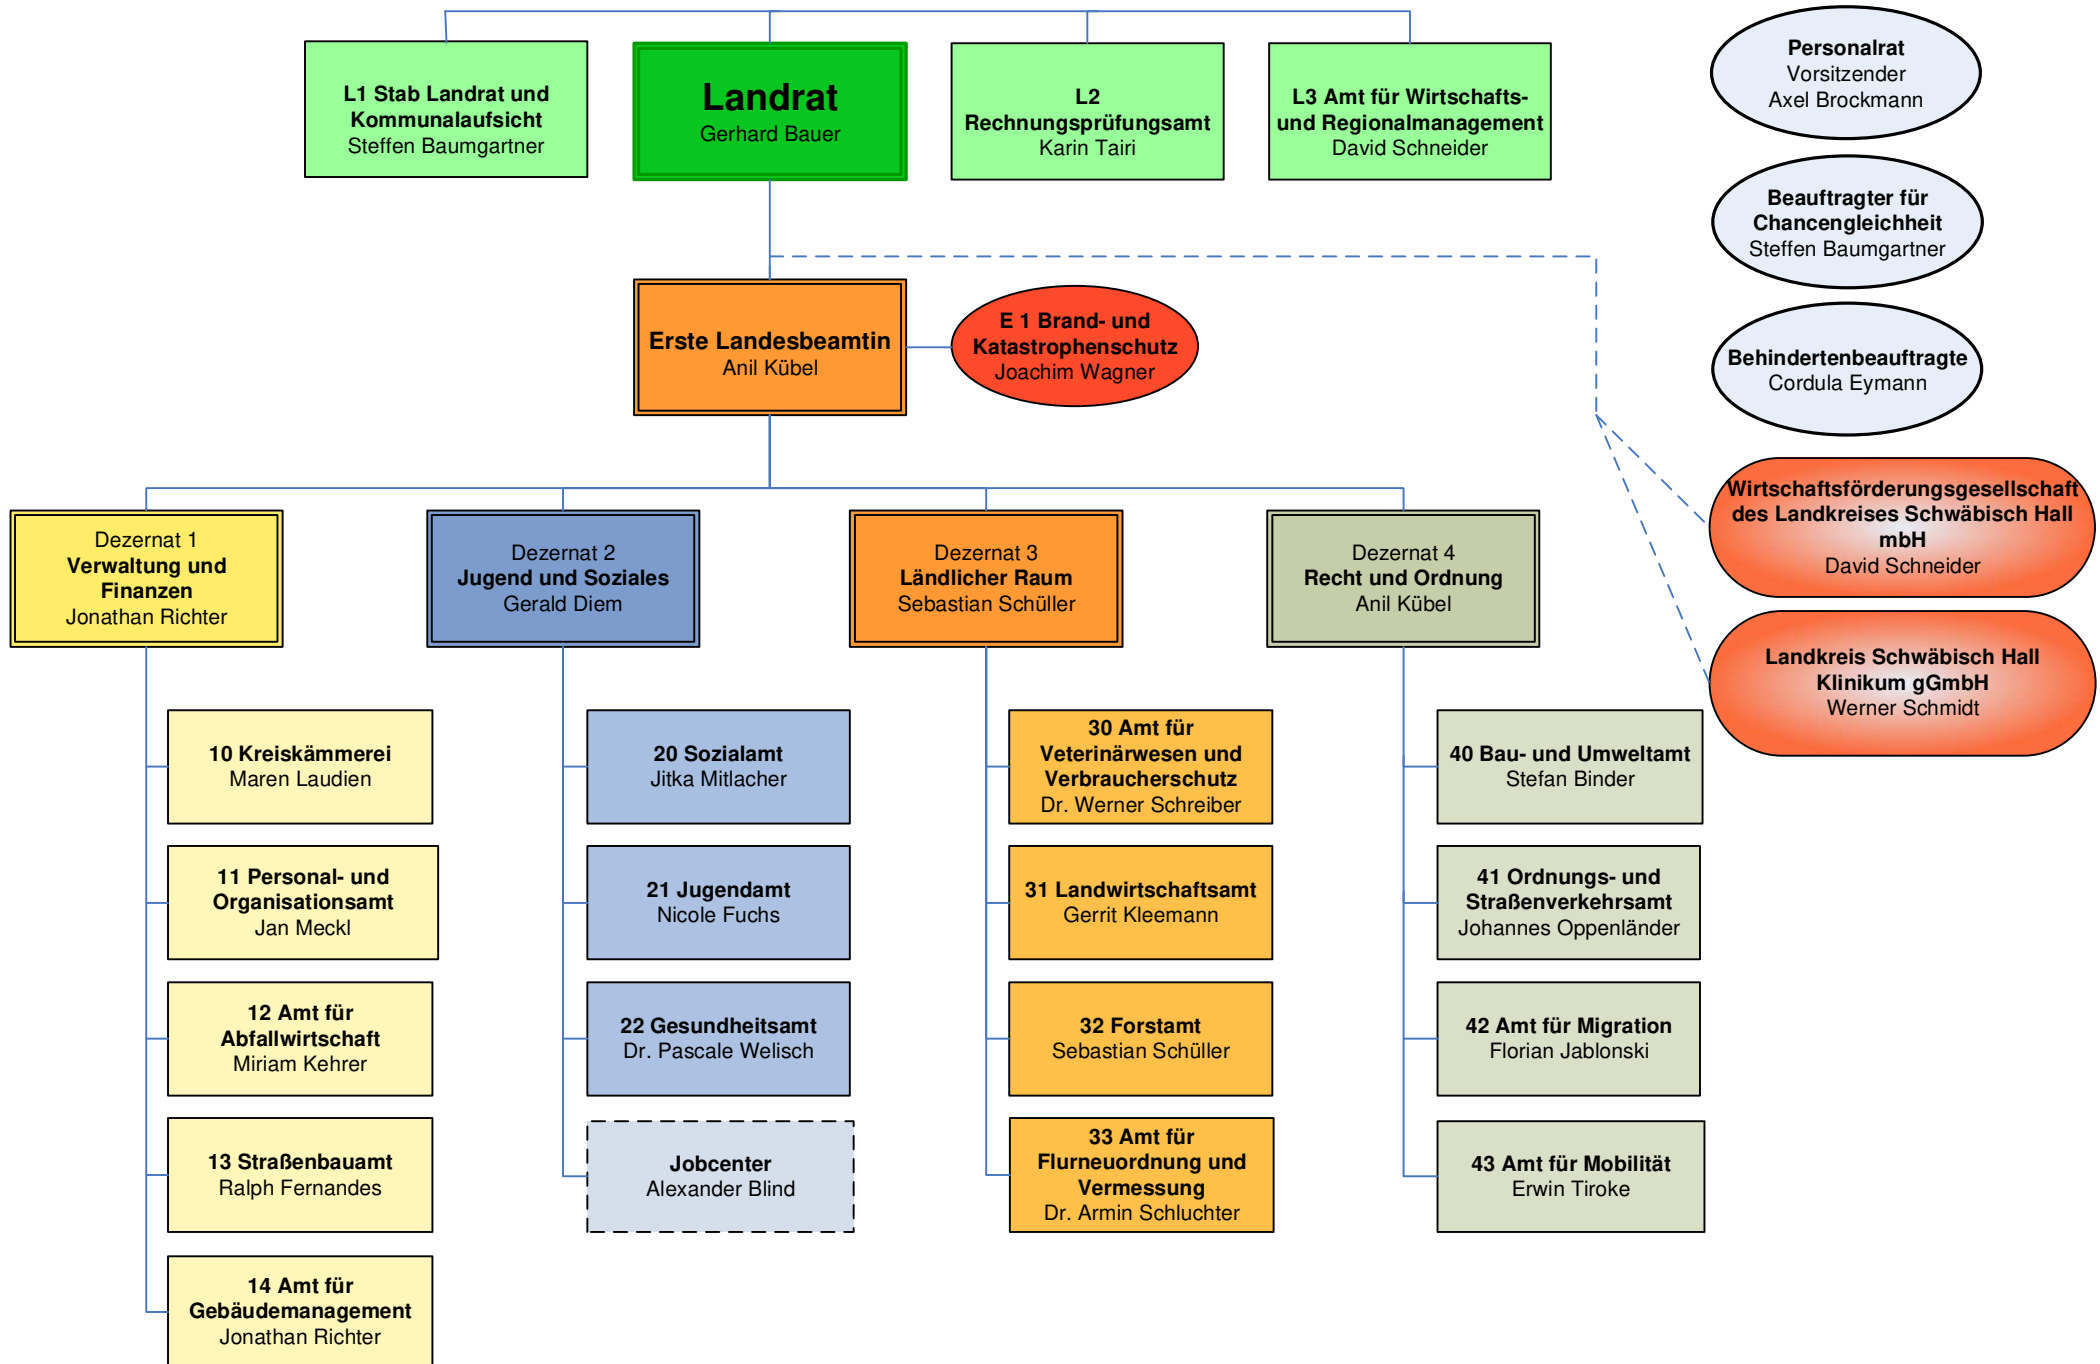 L1 Stab Landrat und
Kommunalaufsicht
Steffen Baumgartner
Landrat
Gerhard Bauer
L2
Rechnungsprüfungsamt
Karin Tairi
L3 Amt für Wirtschafts-
und Regionalmanagement
David Schneider
Personalrat
Vorsitzender
Axel Brockmann
Beauftragter für
Chancengleichheit
Steffen Baumgartner
Erste Landesbeamtin
Anil Kübel
E 1 Brand- und
Katastrophenschutz
Joachim Wagner
Behindertenbeauftragte
Cordula Eymann
Wirtschaftsförderungsgesellschaft
des Landkreises Schwäbisch Hall
mbH
David Schneider
Landkreis Schwäbisch Hall
Klinikum gGmbH
Werner Schmidt
Dezernat 1
Verwaltung und
Finanzen
Jonathan Richter
Dezernat 2
Jugend und Soziales
Gerald Diem
Dezernat 3
Ländlicher Raum
Sebastian Schüller
Dezernat 4
Recht und Ordnung
Anil Kübel
10 Kreiskämmerei
Maren Laudien
11 Personal- und
Organisationsamt
Jan Meckl
12 Amt für
Abfallwirtschaft
Miriam Kehrer
13 Straßenbauamt
Ralph Fernandes
14 Amt für
Gebäudemanagement
Jonathan Richter
20 Sozialamt
Jitka Mitlacher
21 Jugendamt
Nicole Fuchs
22 Gesundheitsamt
Dr. Pascale Welisch
Jobcenter
Alexander Blind
30 Amt für
Veterinärwesen und
Verbraucherschutz
Dr. Werner Schreiber
31 Landwirtschaftsamt
Gerrit Kleemann
32 Forstamt
Sebastian Schüller
33 Amt für
Flurneuordnung und
Vermessung
Dr. Armin Schluchter
40 Bau- und Umweltamt
Stefan Binder
41 Ordnungs- und
Straßenverkehrsamt
Johannes Oppenländer
42 Amt für Migration
Florian Jablonski
43 Amt für Mobilität
Erwin Tiroke